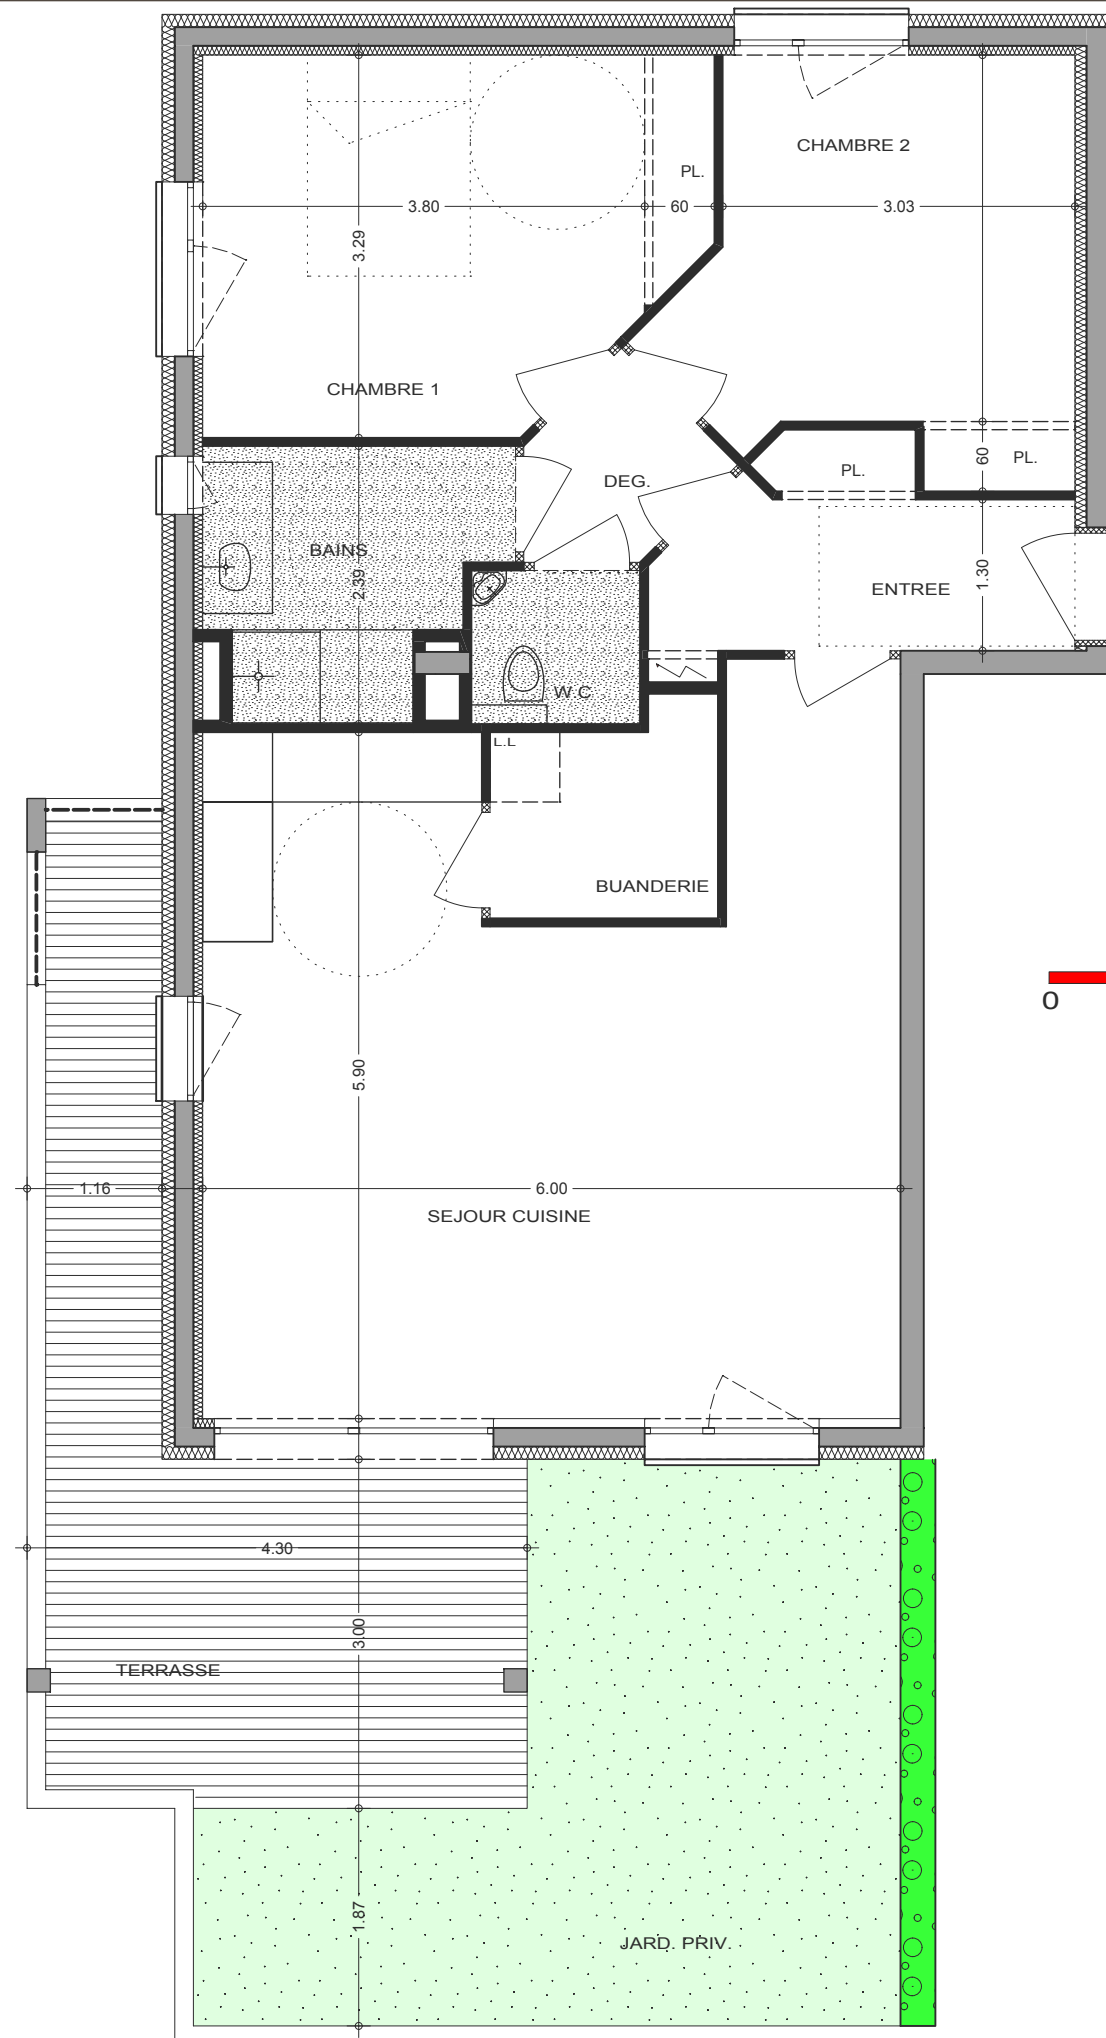 CHAMBRE 2
PL.
3.80
60
3.03
3.29
CHAMBRE 1
60
PL.
PL.
DEG.
BAINS
2.39
1.30
ENTREE
W.C
L.L
BUANDERIE
0
5.90
1.16
6.00
SEJOUR CUISINE
4.30
3.00
TERRASSE
1.87
JARD. PRIV.